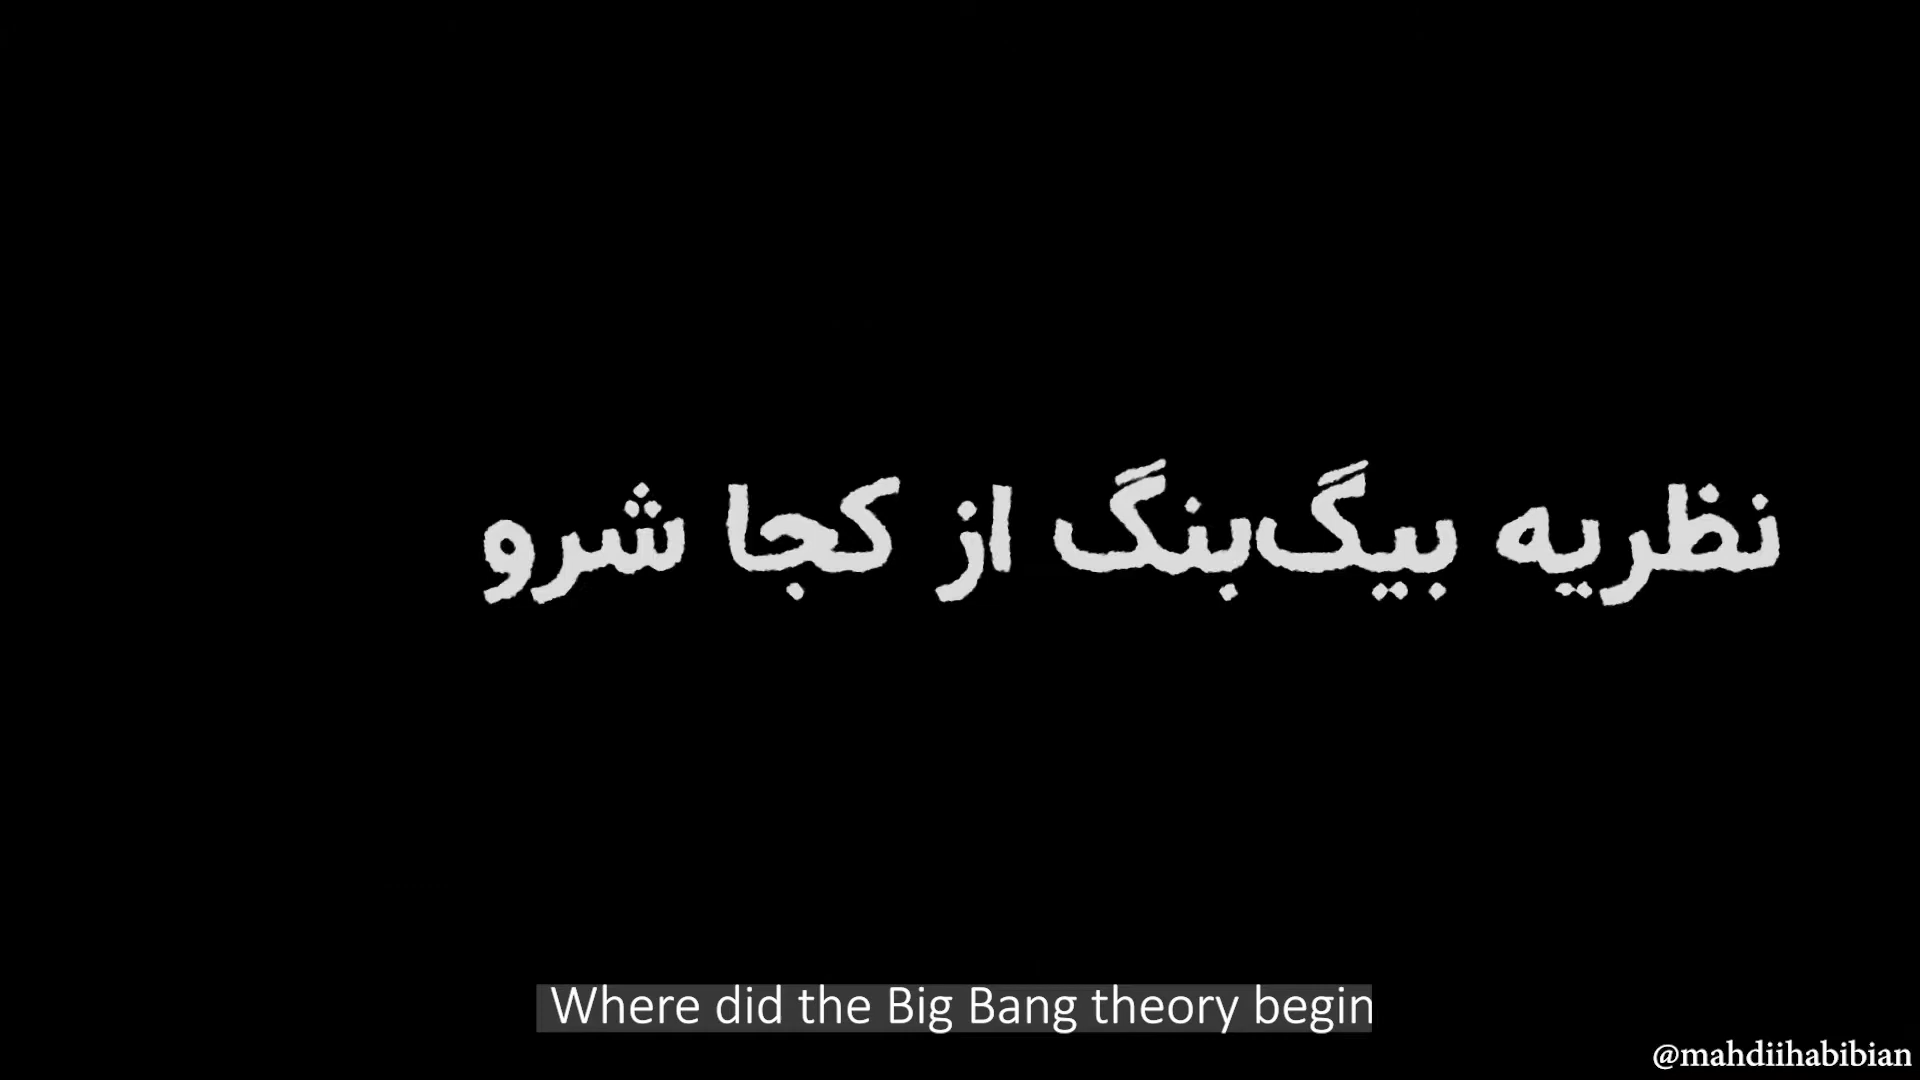 نظریه بیگ‌بنگ از کجا شرو
Where did the Big Bang theory begin
@mahdiihabibian